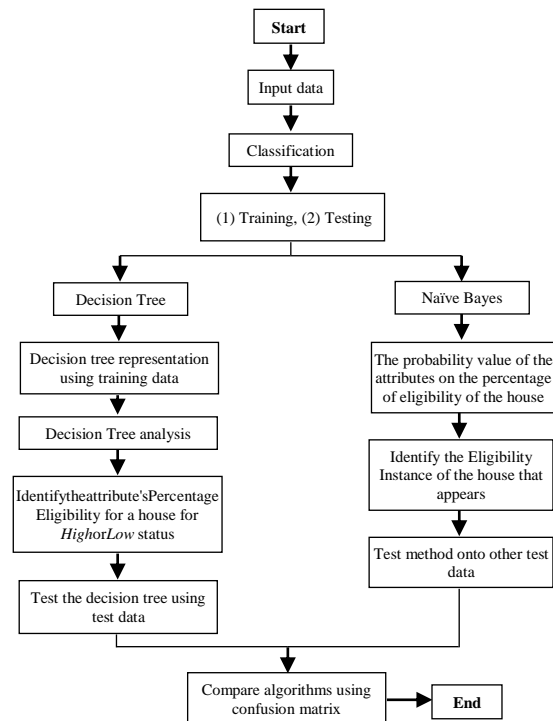 Start
Input data
Classification
(1) Training, (2) Testing
Decision Tree
Decision tree representation
using training data
Decision Tree analysis
Identifytheattribute'sPercentage
Eligibility for a house for
HighorLow status
Test the decision tree using
test data
Naïve Bayes
The probability value of the
attributes on the percentage
of eligibility of the house
Identify the Eligibility
Instance of the house that
appears
Test method onto other test
data
Compare algorithms using
confusion matrix
End